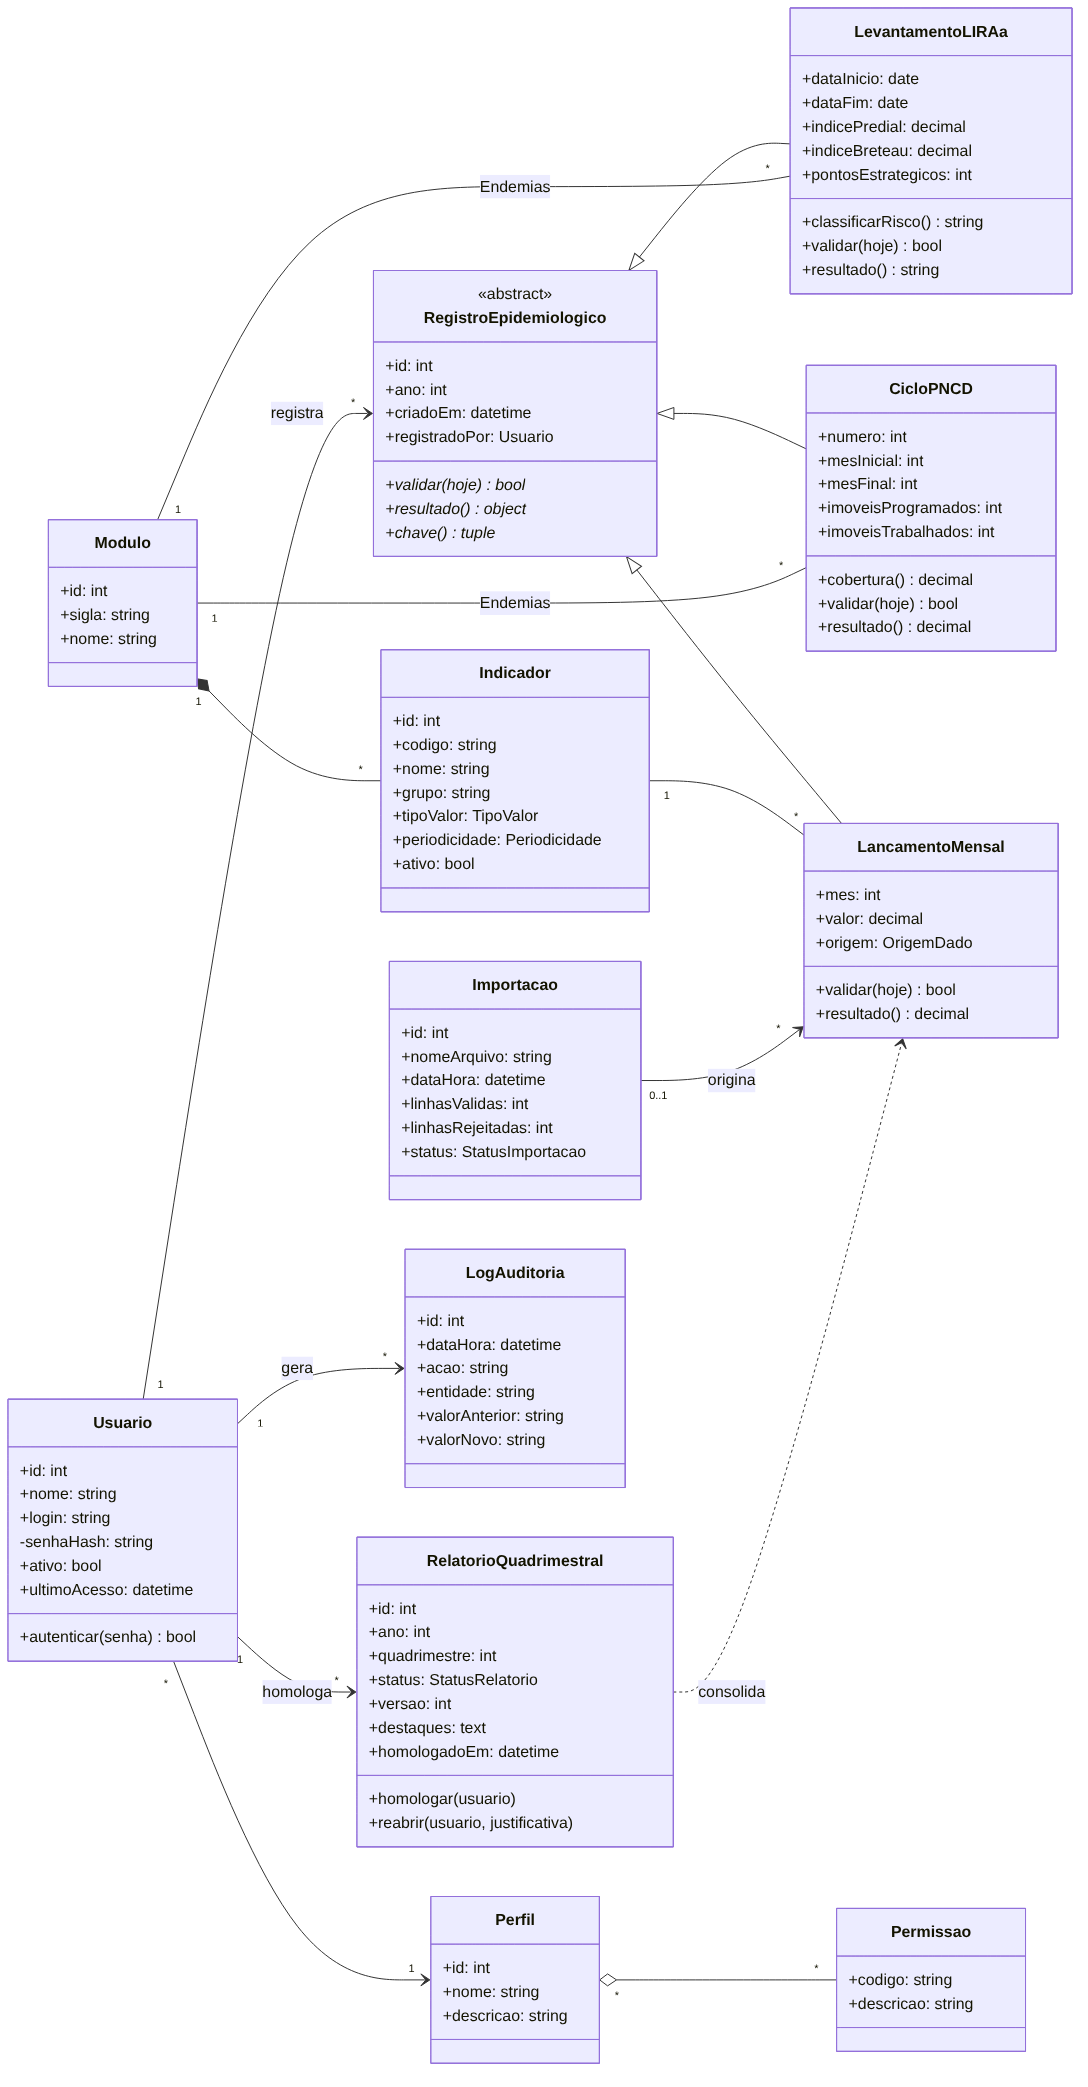 LevantamentoLIRAa
+dataInicio: date
+dataFim: date
+indicePredial: decimal
+indiceBreteau: decimal
+pontosEstrategicos: int
+classificarRisco() : string
+validar(hoje) : bool
+resultado() : string
Endemias
*
1
«abstract»
RegistroEpidemiologico
+id: int
+ano: int
+criadoEm: datetime
+registradoPor: Usuario
+validar(hoje) : bool
+resultado() : object
+chave() : tuple
registra
*
1
CicloPNCD
+numero: int
+mesInicial: int
+mesFinal: int
+imoveisProgramados: int
+imoveisTrabalhados: int
+cobertura() : decimal
+validar(hoje) : bool
+resultado() : decimal
Modulo
+id: int
+sigla: string
+nome: string
1
Endemias
*
1
*
Indicador
+id: int
+codigo: string
+nome: string
+grupo: string
+tipoValor: TipoValor
+periodicidade: Periodicidade
+ativo: bool
1
*
LancamentoMensal
+mes: int
+valor: decimal
+origem: OrigemDado
+validar(hoje) : bool
+resultado() : decimal
Importacao
+id: int
+nomeArquivo: string
+dataHora: datetime
+linhasValidas: int
+linhasRejeitadas: int
+status: StatusImportacao
0..1
origina
*
LogAuditoria
+id: int
+dataHora: datetime
+acao: string
+entidade: string
+valorAnterior: string
+valorNovo: string
gera
*
1
Usuario
+id: int
+nome: string
+login: string
-senhaHash: string
+ativo: bool
+ultimoAcesso: datetime
+autenticar(senha) : bool
1
homologa
*
RelatorioQuadrimestral
+id: int
+ano: int
+quadrimestre: int
+status: StatusRelatorio
+versao: int
+destaques: text
+homologadoEm: datetime
+homologar(usuario)
+reabrir(usuario, justificativa)
consolida
*
1
Perfil
+id: int
+nome: string
+descricao: string
*
*
Permissao
+codigo: string
+descricao: string